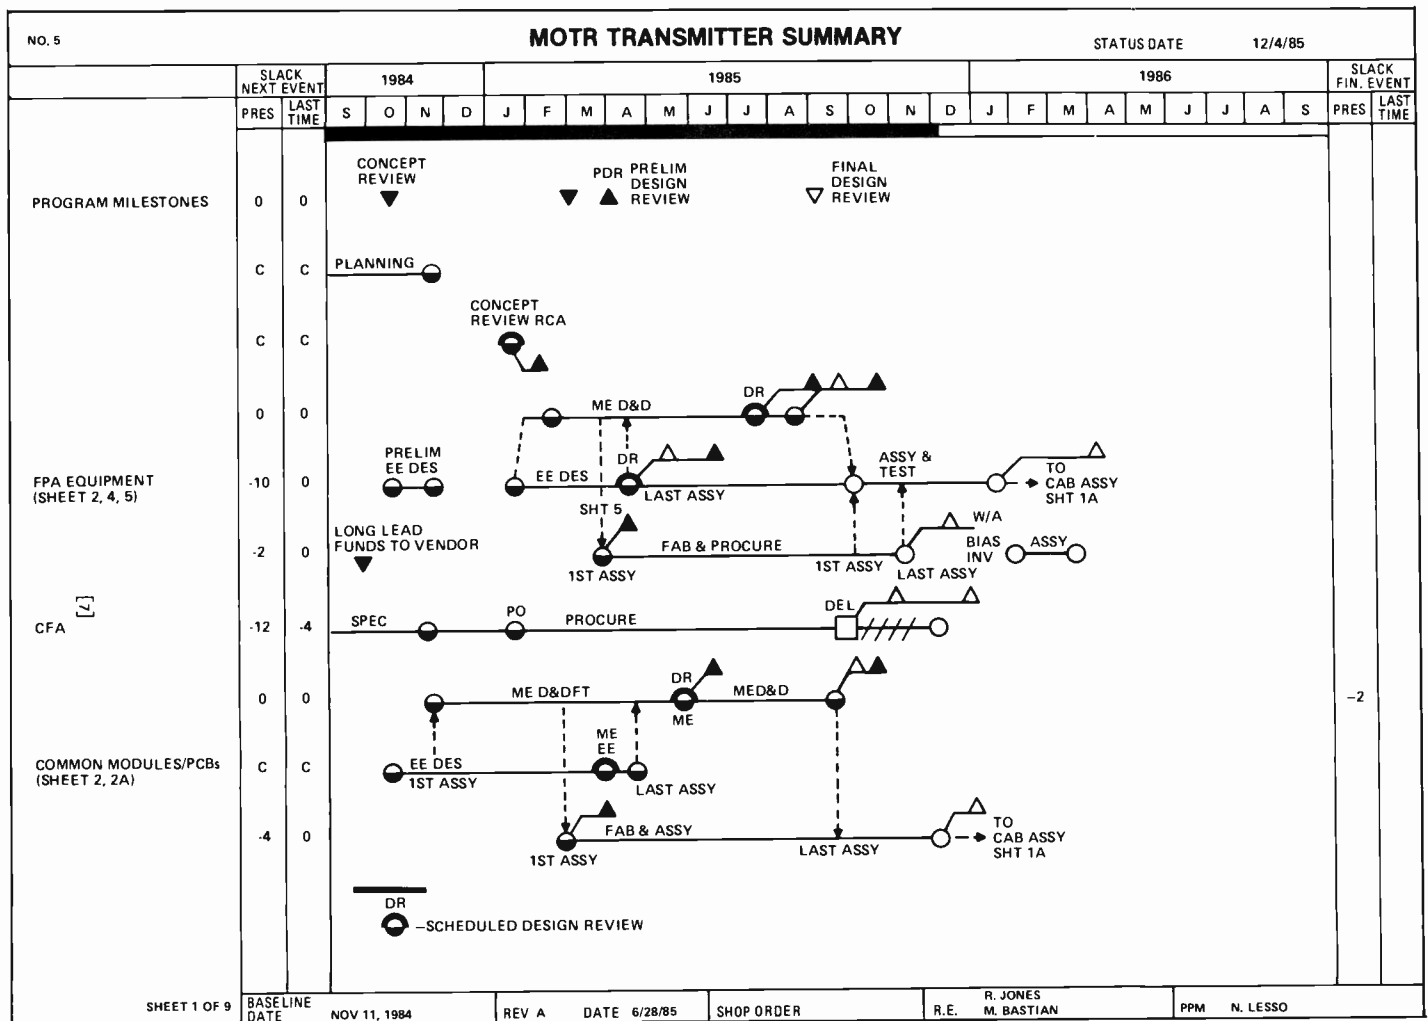 NO. 5
MOTR TRANSMITTER SUMMARY
STATUS DATE 12/4/85
SLACK NEXT EVENT
1984
1985
1986
SLACK FIN. EVENT
PRES
LAST TIME
S O N D J F M A M J J A S O N D J F M A M J J A S
PRES
LAST TIME
PROGRAM MILESTONES
0 0
CONCEPT REVIEW
PDR
PRELIM DESIGN REVIEW
FINAL DESIGN REVIEW
C C
PLANNING
C C
CONCEPT REVIEW RCA
0 0
ME D&D
DR
FPA EQUIPMENT
(SHEET 2, 4, 5)
-10 0
PRELIM EE DES
EE DES
DR
LAST ASSY
ASSY & TEST
TO CAB ASSY SHT 1A
-2 0
LONG LEAD
FUNDS TO VENDOR
SHT 5
1ST ASSY
FAB & PROCURE
1ST ASSY
LAST ASSY
W/A
BIAS INV
ASSY
CFA
-12 -4
SPEC
PO
PROCURE
DEL
0 0
ME D&DFT
DR
ME
MED&D
-2
COMMON MODULES/PCBs
(SHEET 2, 2A)
C C
EE DES
1ST ASSY
ME
EE
LAST ASSY
-4 0
1ST ASSY
FAB & ASSY
LAST ASSY
TO CAB ASSY SHT 1A
DR
–SCHEDULED DESIGN REVIEW
SHEET 1 OF 9
BASELINE DATE
NOV 11, 1984
REV A DATE 6/28/85
SHOP ORDER
R.E.
R. JONES
M. BASTIAN
PPM N. LESSO